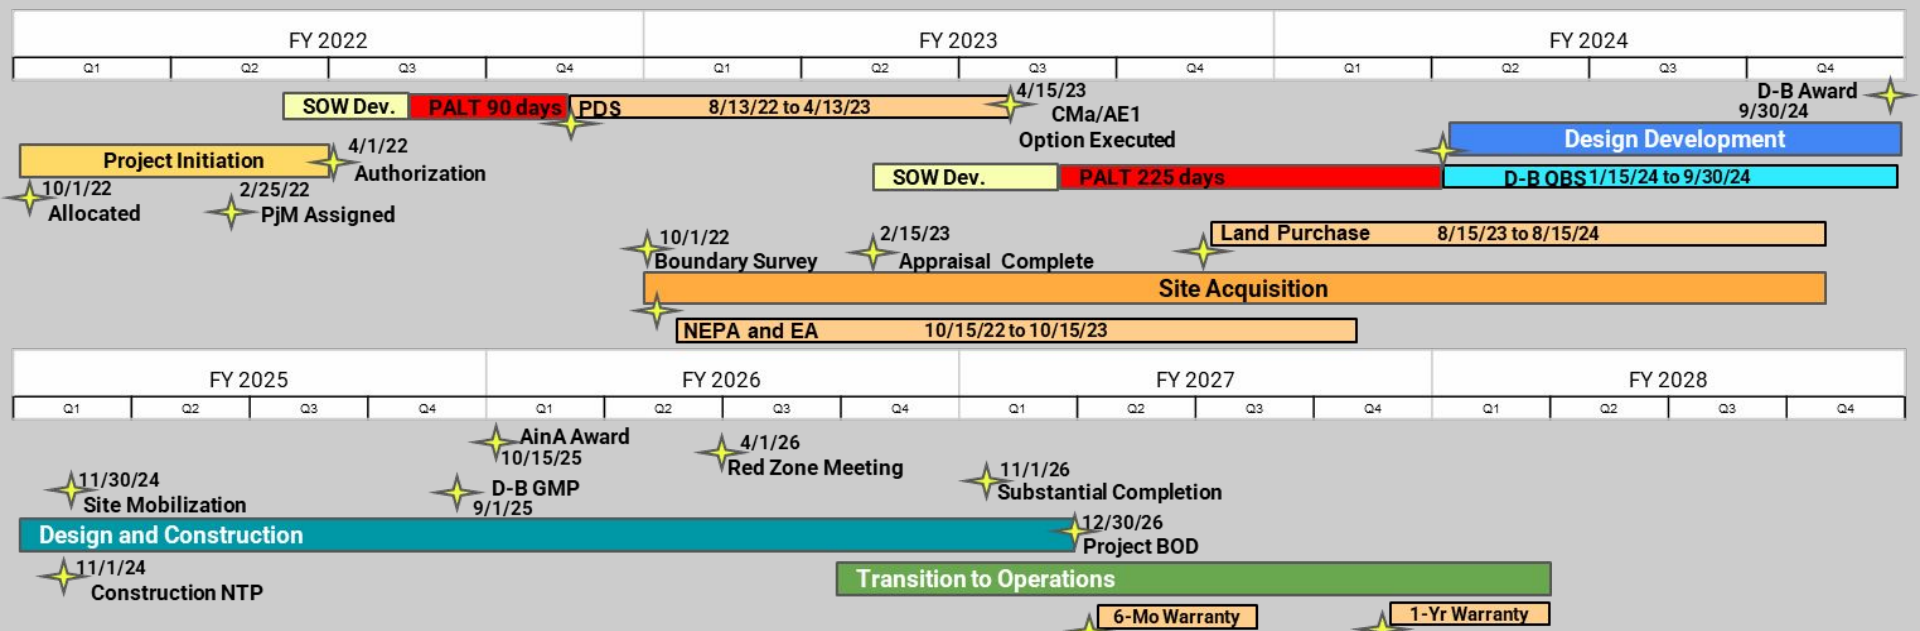 FY 2022 FY 2023 FY 2024
Q1 Q2 Q3 Q4 Q1 Q2 Q3 Q4 Q1 Q2 Q3 Q4
SOW Dev. PALT 90 days PDS 8/13/22 to 4/13/23
4/15/23
CMa/AE1
Option Executed
D-B Award
9/30/24
Design Development
Project Initiation
4/1/22
Authorization
SOW Dev. PALT 225 days D-B OBS 1/15/24 to 9/30/24
10/1/22
Allocated
2/25/22
PjM Assigned
10/1/22
Boundary Survey
2/15/23
Appraisal Complete
Land Purchase 8/15/23 to 8/15/24
Site Acquisition
NEPA and EA 10/15/22 to 10/15/23
FY 2025 FY 2026 FY 2027 FY 2028
Q1 Q2 Q3 Q4 Q1 Q2 Q3 Q4 Q1 Q2 Q3 Q4 Q1 Q2 Q3 Q4
AinA Award
10/15/25
4/1/26
Red Zone Meeting
11/30/24
Site Mobilization
D-B GMP
9/1/25
11/1/26
Substantial Completion
Design and Construction
12/30/26
Project BOD
11/1/24
Construction NTP
Transition to Operations
6-Mo Warranty
1-Yr Warranty